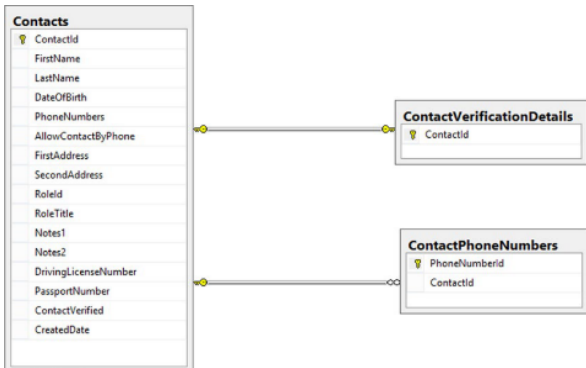 Contacts
ContactId
FirstName
LastName
DateOfBirth
PhoneNumbers
AllowContactByPhone
FirstAddress
SecondAddress
RoleId
RoleTitle
Notes1
Notes2
DrivingLicenseNumber
PassportNumber
ContactVerified
CreatedDate
ContactVerificationDetails
ContactId
ContactPhoneNumbers
PhoneNumberId
ContactId